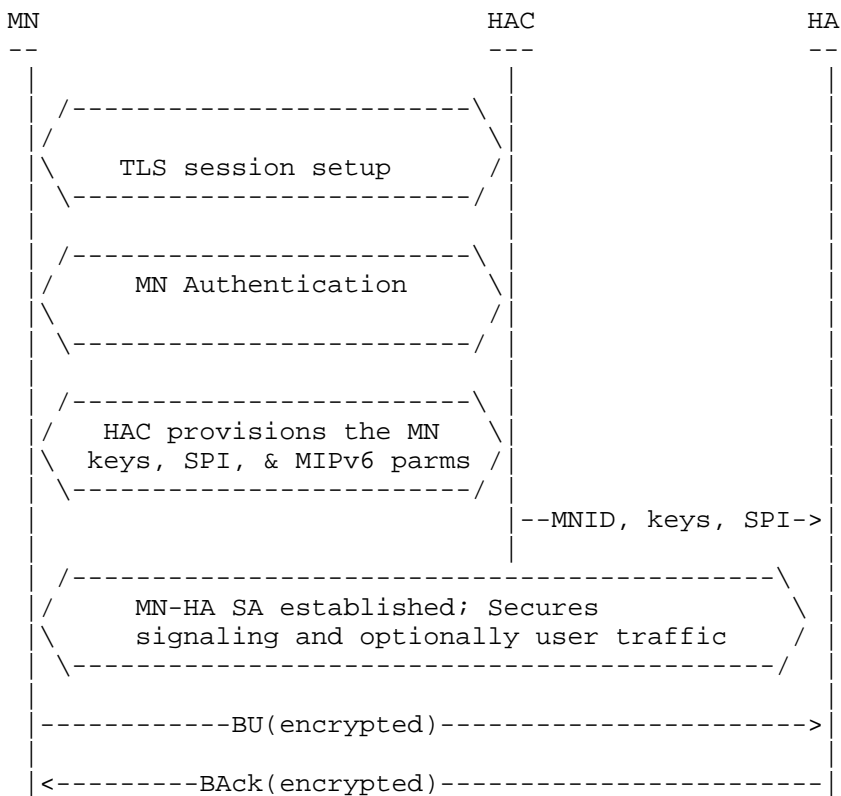 MN HAC HA
-- --- --
TLS session setup
MN Authentication
HAC provisions the MN
keys, SPI, & MIPv6 parms
--MNID, keys, SPI->
MN-HA SA established; Secures
signaling and optionally user traffic
------------BU(encrypted)----------------------->
<---------BAck(encrypted)------------------------